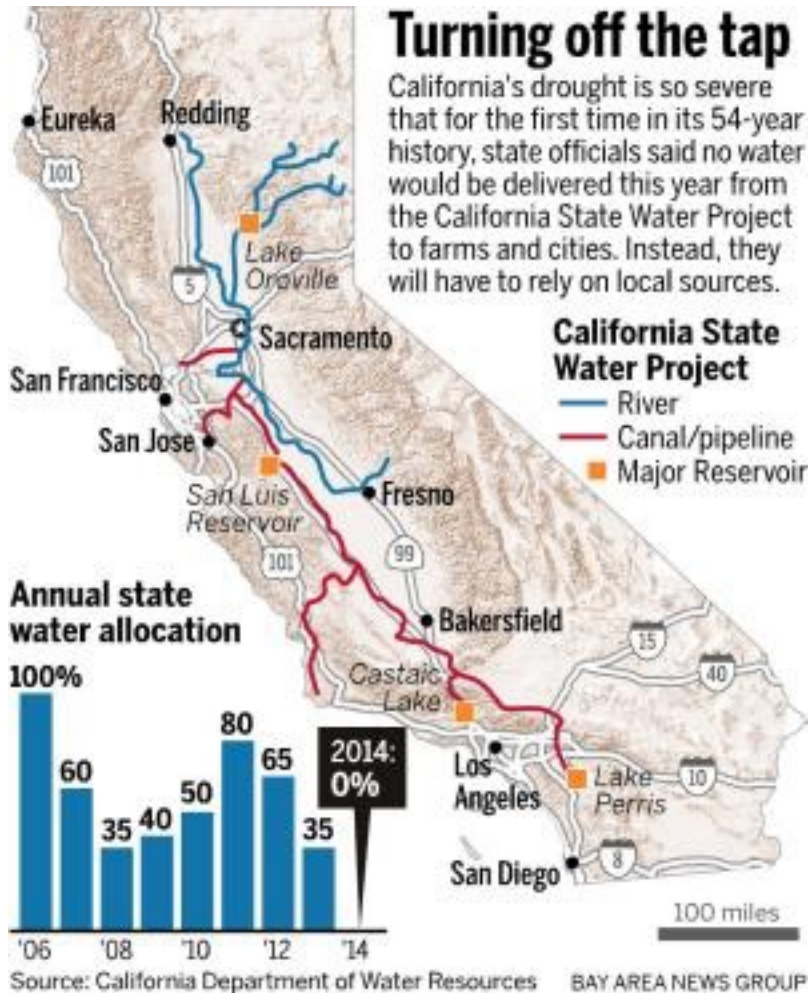 Turning off the tap
California's drought is so severe
that for the first time in its 54-year
history, state officials said no water
would be delivered this year from
the California State Water Project
to farms and cities. Instead, they
will have to rely on local sources.
California State
Water Project
River
Canal/pipeline
Major Reservoir
Eureka
Redding
101
Lake
Oroville
5
Sacramento
San Francisco
San Jose
San Luis
Reservoir
Fresno
101
99
Bakersfield
15
40
Castaic
Lake
Los
Angeles
Lake
Perris
10
San Diego
8
100 miles
Annual state
water allocation
100%
60
35
40
50
80
65
35
2014:
0%
'06 '08 '10 '12 '14
Source: California Department of Water Resources
BAY AREA NEWS GROUP